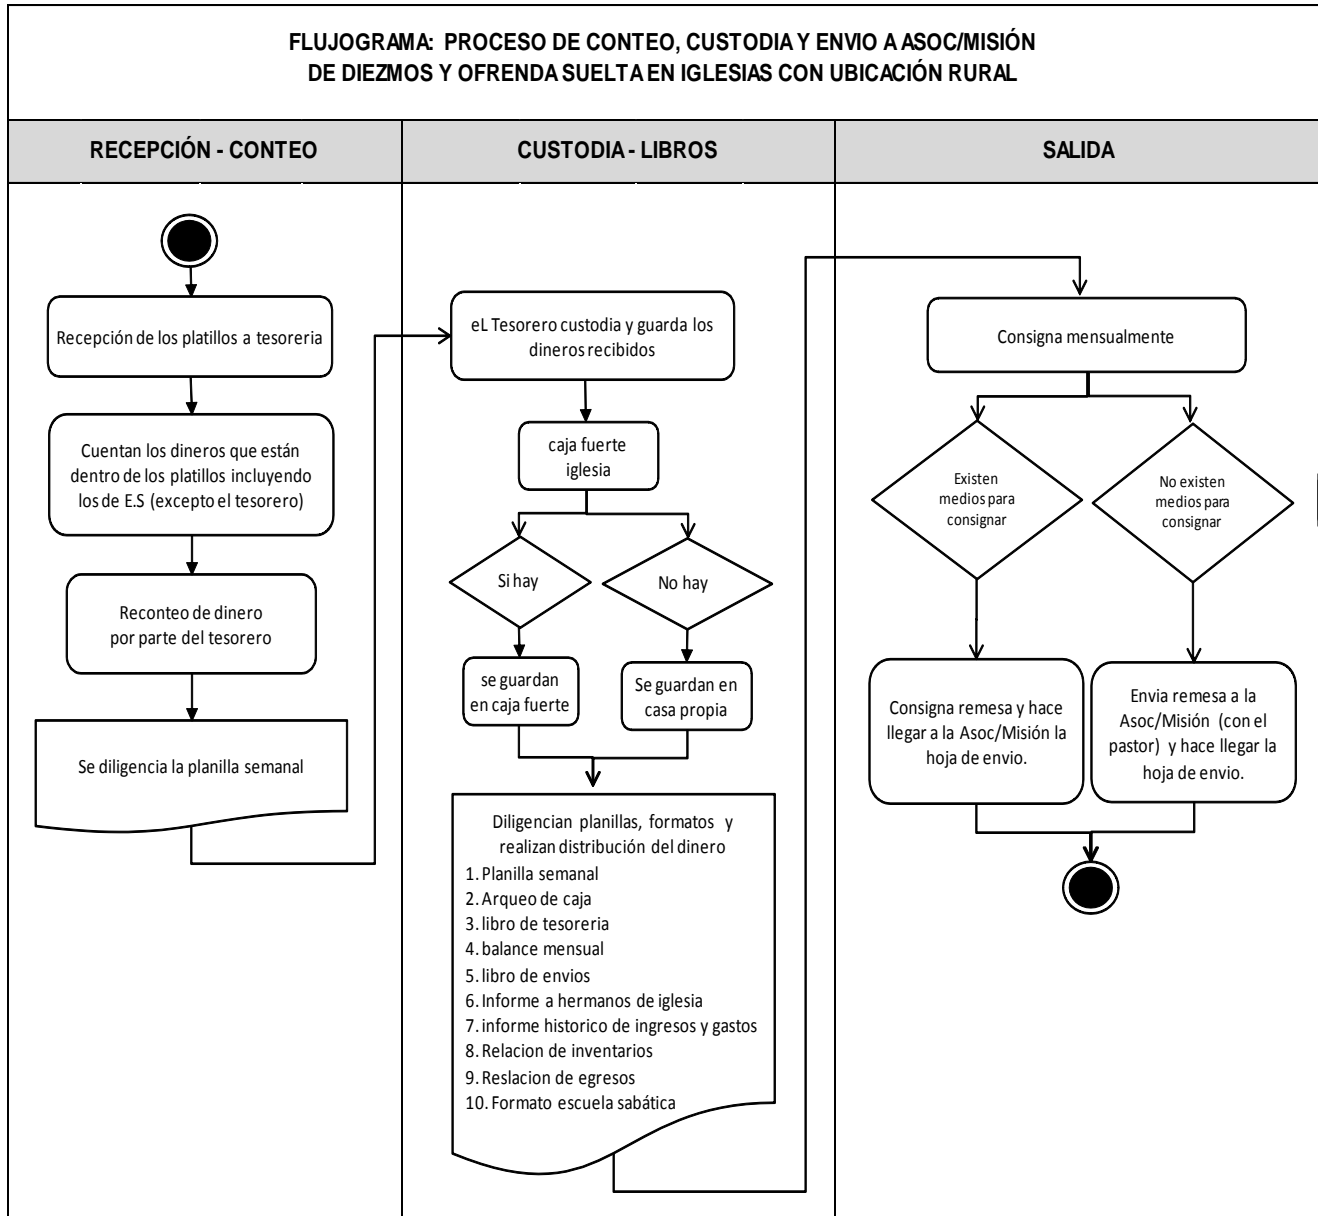 FLUJOGRAMA: PROCESO DE CONTEO, CUSTODIA Y ENVIO A ASOC/MISIÓN
DE DIEZMOS Y OFRENDA SUELTA EN IGLESIAS CON UBICACIÓN RURAL
RECEPCIÓN - CONTEO
Recepción de los platillos a tesoreria
Cuentan los dineros que están
dentro de los platillos incluyendo
los de E.S (excepto el tesorero)
Reconteo de dinero
por parte del tesorero
Se diligencia la planilla semanal
CUSTODIA - LIBROS
eL Tesorero custodia y guarda los
dineros recibidos
caja fuerte
iglesia
Si hay
No hay
se guardan
en caja fuerte
Se guardan en
casa propia
Diligencian planillas, formatos y
realizan distribución del dinero
1. Planilla semanal
2. Arqueo de caja
3. libro de tesoreria
4. balance mensual
5. libro de envios
6. Informe a hermanos de iglesia
7. informe historico de ingresos y gastos
8. Relacion de inventarios
9. Reslacion de egresos
10. Formato escuela sabática
SALIDA
Consigna mensualmente
Existen
medios para
consignar
No existen
medios para
consignar
Consigna remesa y hace
llegar a la Asoc/Misión la
hoja de envio.
Envia remesa a la
Asoc/Misión (con el
pastor) y hace llegar la
hoja de envio.